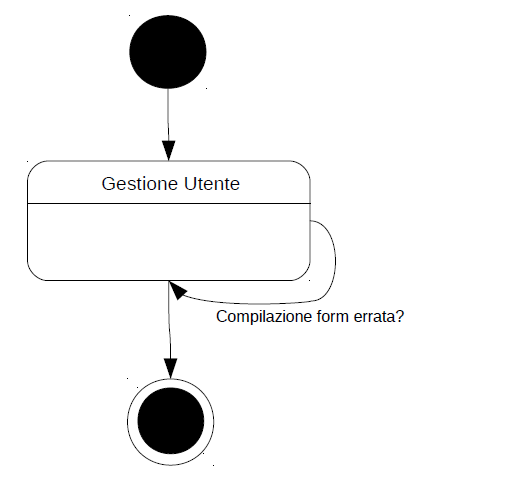 Gestione Utente
Compilazione form errata?